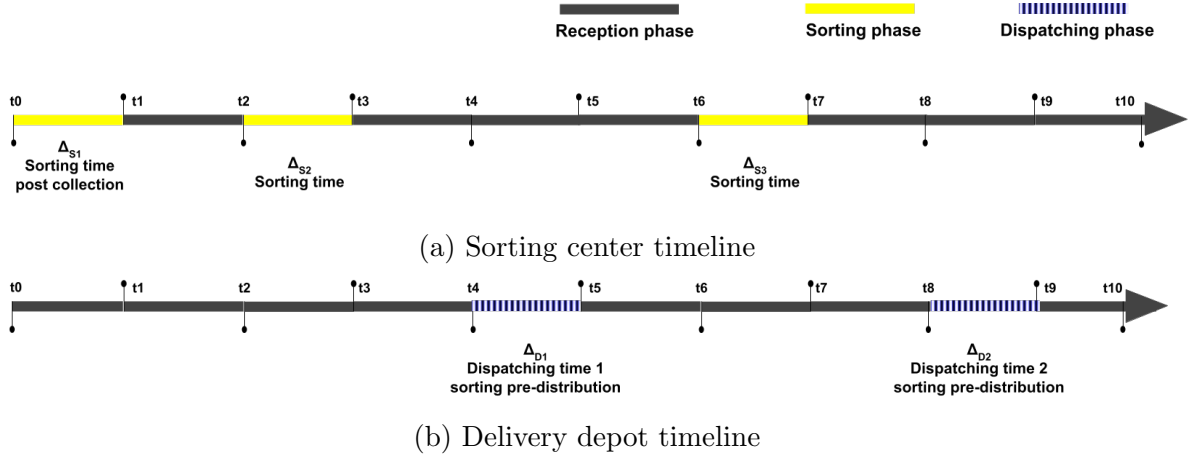 Reception phase Sorting phase Dispatching phase
t0 t1 t2 t3 t4 t5 t6 t7 t8 t9 t10
ΔS1
Sorting time
post collection
ΔS2
Sorting time
ΔS3
Sorting time
(a) Sorting center timeline
t0 t1 t2 t3 t4 t5 t6 t7 t8 t9 t10
ΔD1
Dispatching time 1
sorting pre-distribution
ΔD2
Dispatching time 2
sorting pre-distribution
(b) Delivery depot timeline